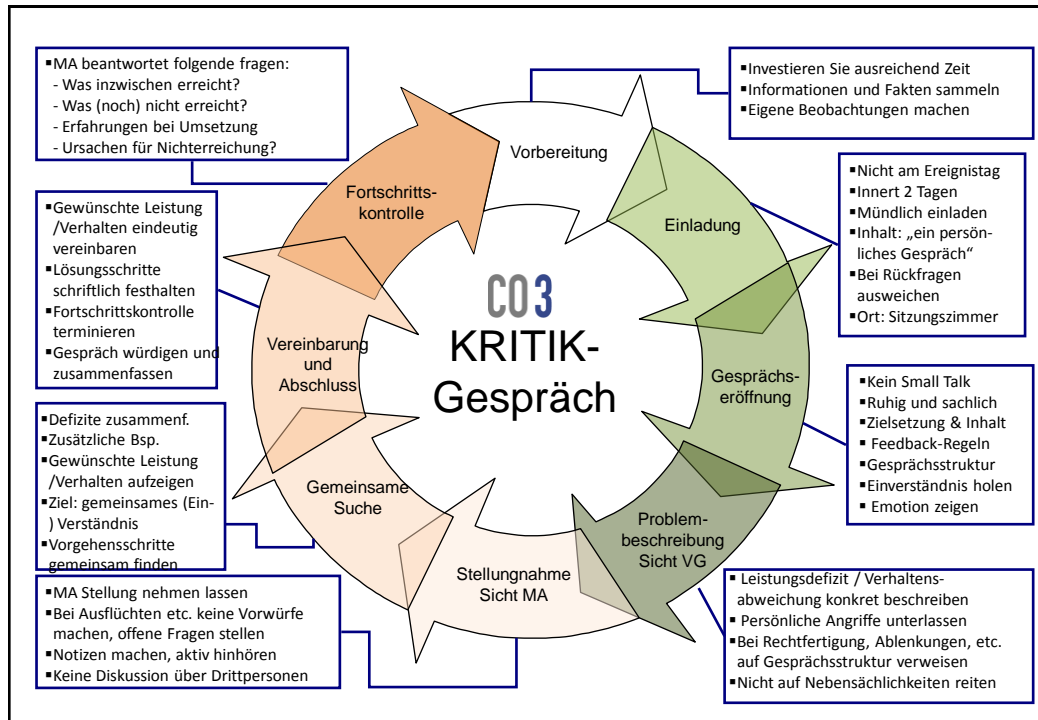 ▪MA beantwortet folgende fragen:
- Was inzwischen erreicht?
- Was (noch) nicht erreicht?
- Erfahrungen bei Umsetzung
- Ursachen für Nichterreichung?
▪Investieren Sie ausreichend Zeit
▪Informationen und Fakten sammeln
▪Eigene Beobachtungen machen
Vorbereitung
Fortschritts-
kontrolle
Einladung
▪Nicht am Ereignistag
▪Innert 2 Tagen
▪Mündlich einladen
▪Inhalt: „ein persön-
liches Gespräch“
▪Bei Rückfragen
ausweichen
▪Ort: Sitzungszimmer
▪Gewünschte Leistung
/Verhalten eindeutig
vereinbaren
▪Lösungsschritte
schriftlich festhalten
▪Fortschrittskontrolle
terminieren
▪Gespräch würdigen und
zusammenfassen
CO3
KRITIK-
Gespräch
Vereinbarung
und
Abschluss
Gesprächs-
eröffnung
▪Kein Small Talk
▪Ruhig und sachlich
▪Zielsetzung & Inhalt
▪ Feedback-Regeln
▪Gesprächsstruktur
▪Einverständnis holen
▪ Emotion zeigen
▪Defizite zusammenf.
▪Zusätzliche Bsp.
▪Gewünschte Leistung
/Verhalten aufzeigen
▪Ziel: gemeinsames (Ein-
) Verständnis
▪Vorgehensschritte
gemeinsam finden
Gemeinsame
Suche
Problem-
beschreibung
Sicht VG
Stellungnahme
Sicht MA
▪MA Stellung nehmen lassen
▪Bei Ausflüchten etc. keine Vorwürfe
machen, offene Fragen stellen
▪Notizen machen, aktiv hinhören
▪Keine Diskussion über Drittpersonen
▪ Leistungsdefizit / Verhaltens-
abweichung konkret beschreiben
▪ Persönliche Angriffe unterlassen
▪Bei Rechtfertigung, Ablenkungen, etc.
auf Gesprächsstruktur verweisen
▪Nicht auf Nebensächlichkeiten reiten